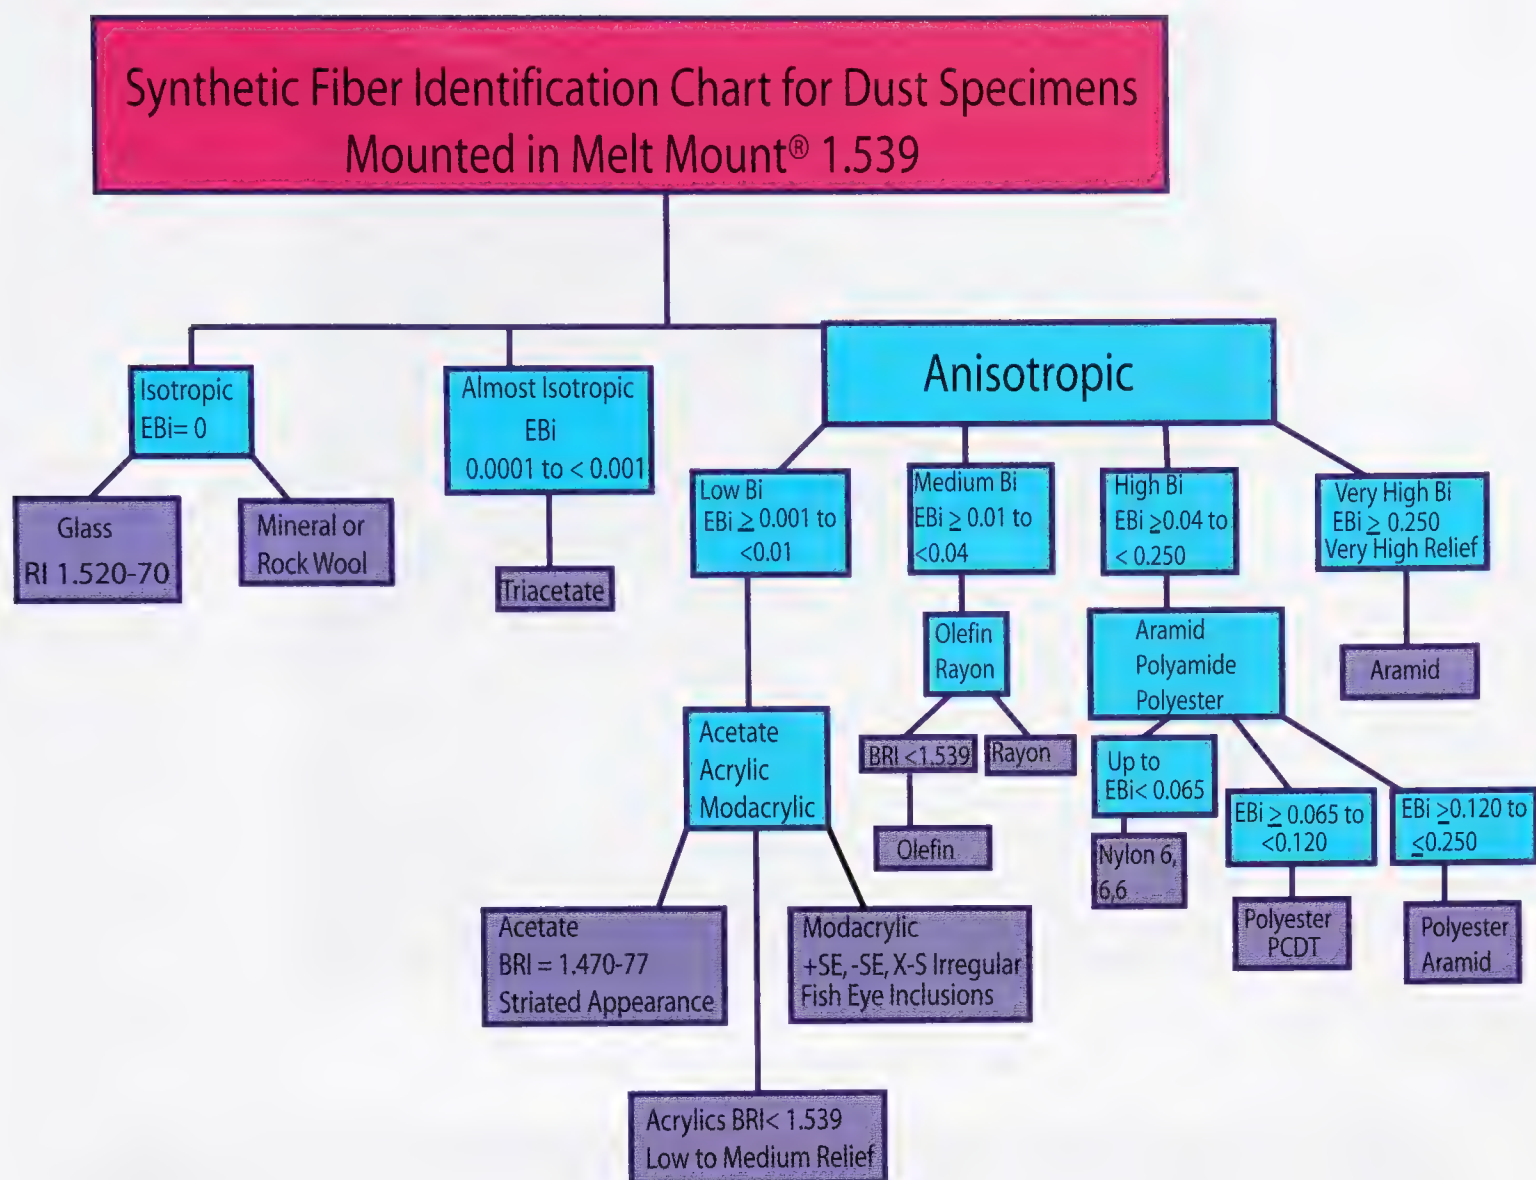 Synthetic Fiber Identification Chart for Dust Specimens
Mounted in Melt Mount® 1.539
Isotropic
EBi= 0
Almost Isotropic
EBi
0.0001 to < 0.001
Anisotropic
Glass
RI 1.520-70
Mineral or
Rock Wool
Triacetate
Low Bi
EBi ≥ 0.001 to
<0.01
Medium Bi
EBi ≥ 0.01 to
<0.04
High Bi
EBi ≥0.04 to
< 0.250
Very High Bi
EBi ≥ 0.250
Very High Relief
Acetate
Acrylic
Modacrylic
Olefin
Rayon
Aramid
Polyamide
Polyester
Aramid
BRI <1.539
Rayon
Olefin
Up to
EBi< 0.065
EBi ≥ 0.065 to
<0.120
EBi ≥0.120 to
≤0.250
Nylon 6,
6,6
Polyester
PCDT
Polyester
Aramid
Acetate
BRI = 1.470-77
Striated Appearance
Modacrylic
+SE, -SE, X-S Irregular
Fish Eye Inclusions
Acrylics BRI< 1.539
Low to Medium Relief